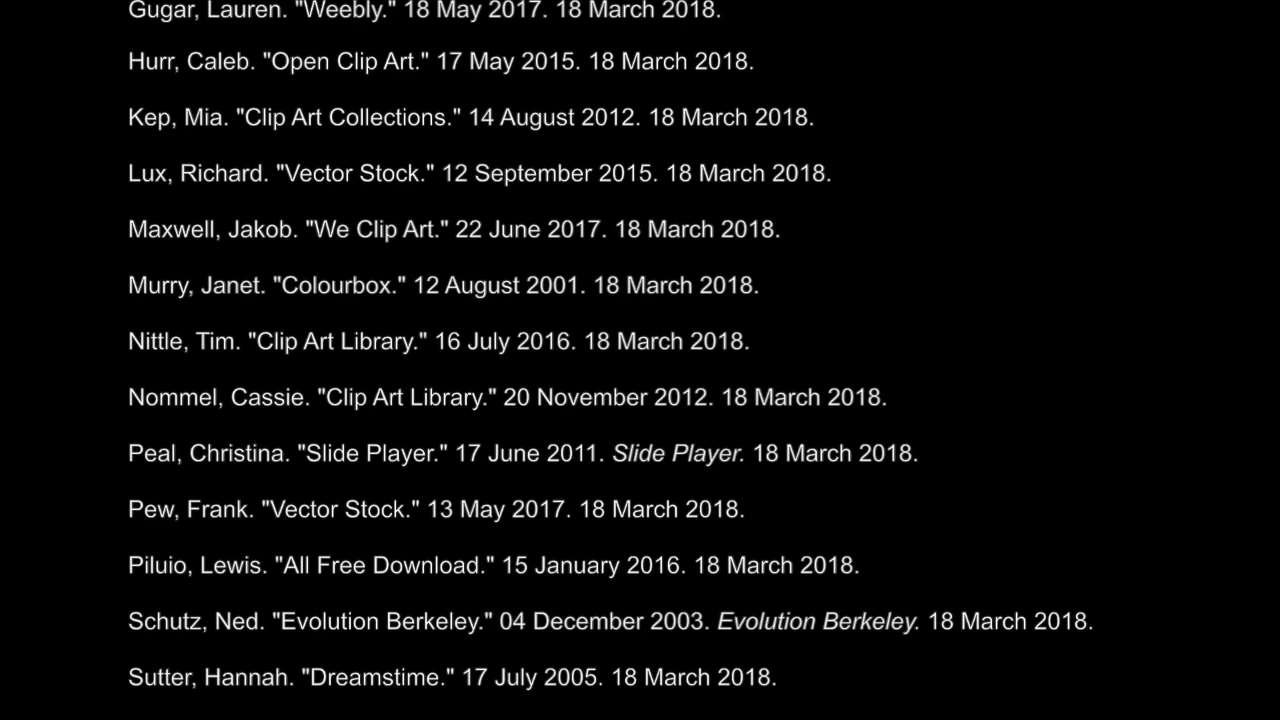 Gugar, Lauren. "Weebly." 18 May 2017. 18 March 2018.
Hurr, Caleb. "Open Clip Art." 17 May 2015. 18 March 2018.
Kep, Mia. "Clip Art Collections." 14 August 2012. 18 March 2018.
Lux, Richard. "Vector Stock." 12 September 2015. 18 March 2018.
Maxwell, Jakob. "We Clip Art." 22 June 2017. 18 March 2018.
Murry, Janet. "Colourbox." 12 August 2001. 18 March 2018.
Nittle, Tim. "Clip Art Library." 16 July 2016. 18 March 2018.
Nommel, Cassie. "Clip Art Library." 20 November 2012. 18 March 2018.
Peal, Christina. "Slide Player." 17 June 2011. Slide Player. 18 March 2018.
Pew, Frank. "Vector Stock." 13 May 2017. 18 March 2018.
Piluio, Lewis. "All Free Download." 15 January 2016. 18 March 2018.
Schutz, Ned. "Evolution Berkeley." 04 December 2003. Evolution Berkeley. 18 March 2018.
Sutter, Hannah. "Dreamstime." 17 July 2005. 18 March 2018.